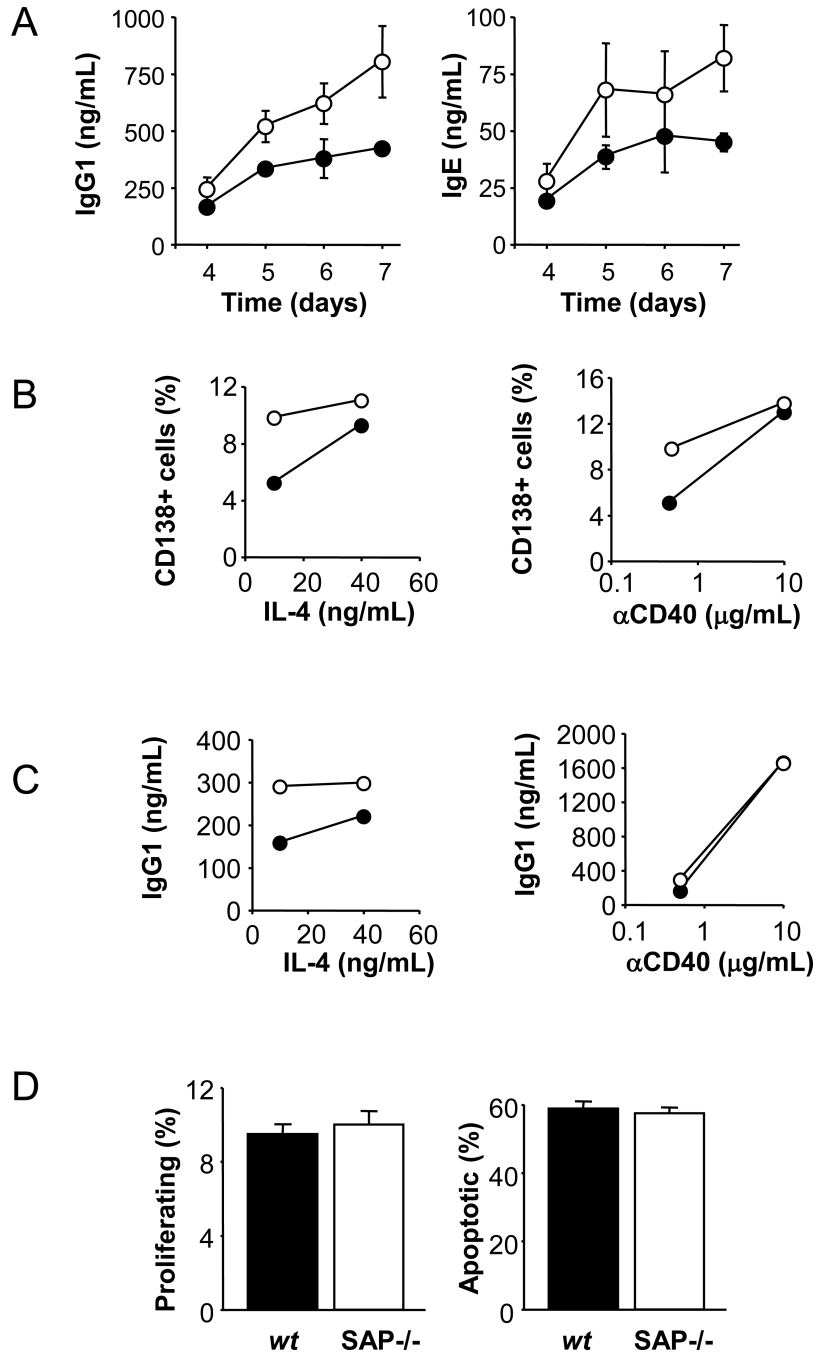 A
IgG1 (ng/mL)
1000
750
500
250
0
4 5 6 7
Time (days)
IgE (ng/mL)
100
75
50
25
0
4 5 6 7
Time (days)
B
CD138+ cells (%)
12
8
4
0
0 20 40 60
IL-4 (ng/mL)
CD138+ cells (%)
16
12
8
4
0
0.1 1 10
αCD40 (μg/mL)
C
IgG1 (ng/mL)
400
300
200
100
0
0 20 40 60
IL-4 (ng/mL)
IgG1 (ng/mL)
2000
1600
1200
800
400
0
0.1 1 10
αCD40 (μg/mL)
D
Proliferating (%)
12
8
4
0
wt SAP-/-
Apoptotic (%)
60
40
20
0
wt SAP-/-